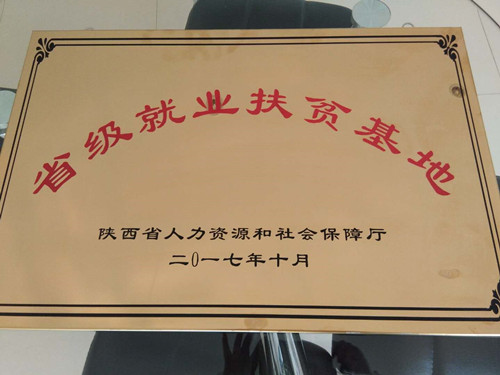 省级就业扶贫基地
陕西省人力资源和社会保障厅
二0一七年十月